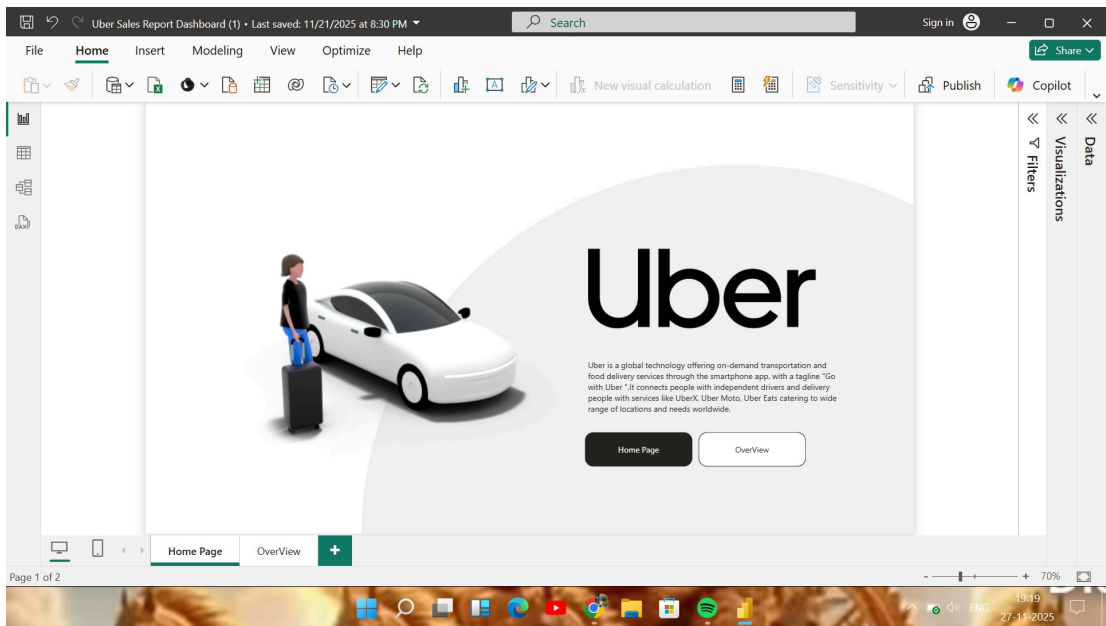 Uber Sales Report Dashboard (1) • Last saved: 11/21/2025 at 8:30 PM
Search
Sign in
File Home Insert Modeling View Optimize Help
Share
New visual calculation
Sensitivity
Publish
Copilot
Filters
Visualizations
Data
DAX
Uber
Uber is a global technology offering on-demand transportation and
food delivery services through the smartphone app. with a tagline "Go
with Uber ".It connects people with independent drivers and delivery
people with services like UberX, Uber Moto, Uber Eats catering to wide
range of locations and needs worldwide.
Home Page
OverView
Home Page OverView +
Page 1 of 2
- + 70%
ENG
19:19
27-11-2025